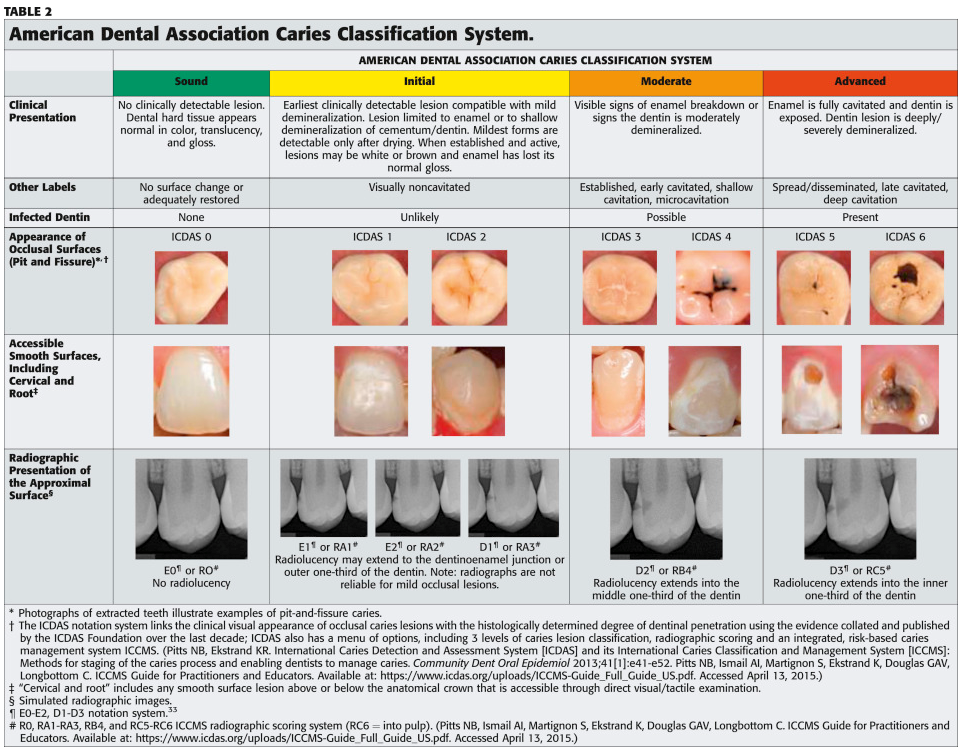 TABLE 2
American Dental Association Caries Classification System.
AMERICAN DENTAL ASSOCIATION CARIES CLASSIFICATION SYSTEM
Sound
Initial
Moderate
Advanced
Clinical
Presentation
No clinically detectable lesion.
Dental hard tissue appears
normal in color, translucency,
and gloss.
Earliest clinically detectable lesion compatible with mild
demineralization. Lesion limited to enamel or to shallow
demineralization of cementum/dentin. Mildest forms are
detectable only after drying. When established and active,
lesions may be white or brown and enamel has lost its
normal gloss.
Visible signs of enamel breakdown or
signs the dentin is moderately
demineralized.
Enamel is fully cavitated and dentin is
exposed. Dentin lesion is deeply/
severely demineralized.
Other Labels
No surface change or
adequately restored
Visually noncavitated
Established, early cavitated, shallow
cavitation, microcavitation
Spread/disseminated, late cavitated,
deep cavitation
Infected Dentin
None
Unlikely
Possible
Present
Appearance of
Occlusal Surfaces
(Pit and Fissure)*,†
ICDAS 0
ICDAS 1
ICDAS 2
ICDAS 3
ICDAS 4
ICDAS 5
ICDAS 6
Accessible
Smooth Surfaces,
Including
Cervical and
Root‡
Radiographic
Presentation of
the Approximal
Surface§
E0¶ or R0#
No radiolucency
E1¶ or RA1#
E2¶ or RA2#
D1¶ or RA3#
Radiolucency may extend to the dentinoenamel junction or
outer one-third of the dentin. Note: radiographs are not
reliable for mild occlusal lesions.
D2¶ or RB4#
Radiolucency extends into the
middle one-third of the dentin
D3¶ or RC5#
Radiolucency extends into the inner
one-third of the dentin
* Photographs of extracted teeth illustrate examples of pit-and-fissure caries.
† The ICDAS notation system links the clinical visual appearance of occlusal caries lesions with the histologically determined degree of dentinal penetration using the evidence collated and published
by the ICDAS Foundation over the last decade; ICDAS also has a menu of options, including 3 levels of caries lesion classification, radiographic scoring and an integrated, risk-based caries
management system ICCMS. (Pitts NB, Ekstrand KR. International Caries Detection and Assessment System [ICDAS] and its International Caries Classification and Management System [ICCMS]:
Methods for staging of the caries process and enabling dentists to manage caries. Community Dent Oral Epidemiol 2013;41[1]:e41-e52. Pitts NB, Ismail AI, Martignon S, Ekstrand K, Douglas GAV,
Longbottom C. ICCMS Guide for Practitioners and Educators. Available at: https://www.icdas.org/uploads/ICCMS-Guide_Full_Guide_US.pdf. Accessed April 13, 2015.)
‡ “Cervical and root” includes any smooth surface lesion above or below the anatomical crown that is accessible through direct visual/tactile examination.
§ Simulated radiographic images.
¶ E0-E2, D1-D3 notation system.33
# R0, RA1-RA3, RB4, and RC5-RC6 ICCMS radiographic scoring system (RC6 = into pulp). (Pitts NB, Ismail AI, Martignon S, Ekstrand K, Douglas GAV, Longbottom C. ICCMS Guide for Practitioners and
Educators. Available at: https://www.icdas.org/uploads/ICCMS-Guide_Full_Guide_US.pdf. Accessed April 13, 2015.)